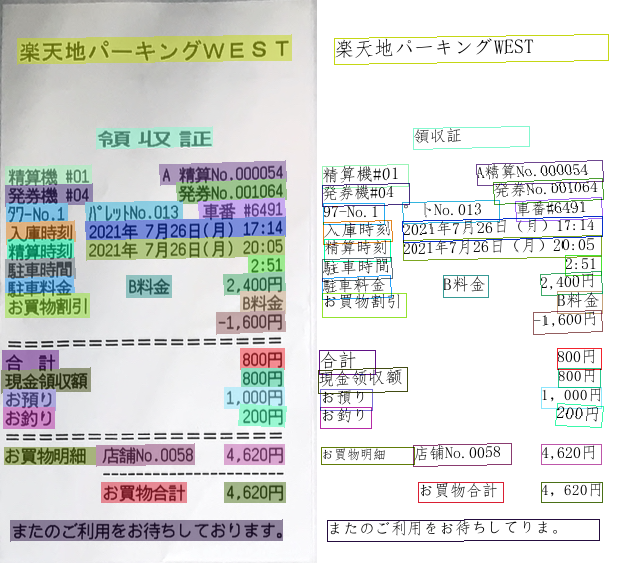 楽天地パーキングＷＥＳＴ
領収証
精算機 #01 A 精算No.000054
発券機 #04 発券No.001064
ﾀﾜｰNo.1 ﾊﾟﾚｯﾄNo.013 車番 #6491
入庫時刻 2021年 7月26日(月) 17:14
精算時刻 2021年 7月26日(月) 20:05
駐車時間 2:51
駐車料金 B料金 2,400円
お買物割引 B料金
-1,600円
合 計 800円
現金領収額 800円
お預り 1,000円
お釣り 200円
お買物明細 店舗No.0058 4,620円
お買物合計 4,620円
またのご利用をお待ちしております。
楽天地パーキングWEST
領収証
精算機#01 A精算No.000054
発券機#04 発券No.001064
97-No.1 トNo.013 車番#6491
入庫時刻 2021年7月26日（月）17:14
精算時刻 2021年7月26日（月）20:05
駐車時間 2:51
駐車料金 B料金 2,400円
お買物割引 B料金
-1,600円
合計 800円
現金領収額 800円
お預り 1,000円
お釣り 200円
お買物明細 店铺No.0058 4,620円
お買物合計 4,620円
またのご利用をお待ちしてりま。